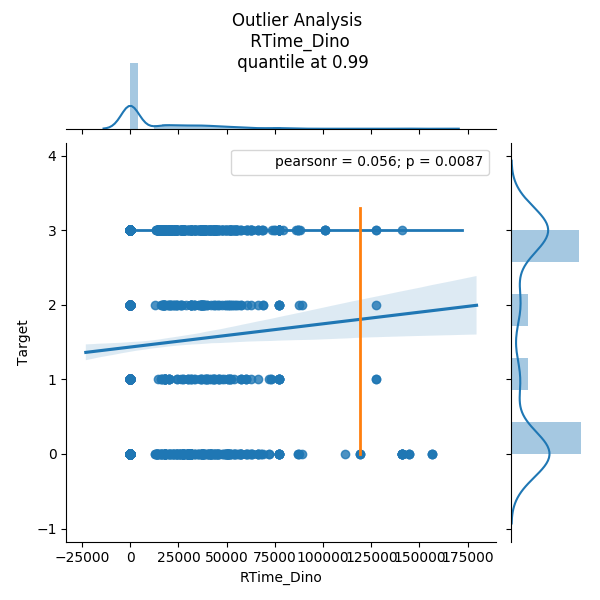 Outlier Analysis
RTime_Dino
quantile at 0.99
pearsonr = 0.056; p = 0.0087
4
3
2
1
0
−1
Target
−25000 0 25000 50000 75000 100000 125000 150000 175000
RTime_Dino